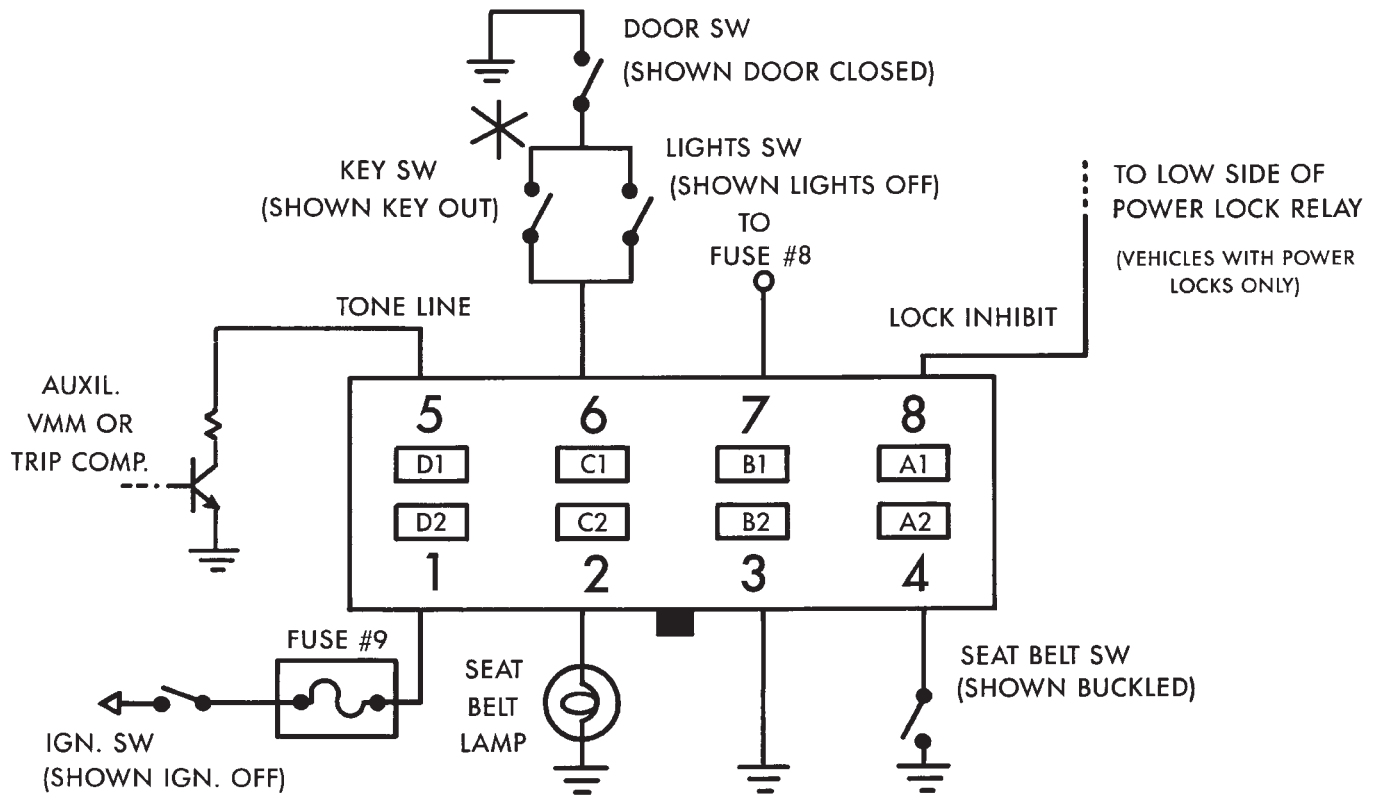 DOOR SW
(SHOWN DOOR CLOSED)
LIGHTS SW
(SHOWN LIGHTS OFF)
KEY SW
(SHOWN KEY OUT)
TO
FUSE #8
TO LOW SIDE OF
POWER LOCK RELAY
(VEHICLES WITH POWER
LOCKS ONLY)
TONE LINE
LOCK INHIBIT
AUXIL.
VMM OR
TRIP COMP.
5 6 7 8
D1 C1 B1 A1
D2 C2 B2 A2
1 2 3 4
FUSE #9
IGN. SW
(SHOWN IGN. OFF)
SEAT
BELT
LAMP
SEAT BELT SW
(SHOWN BUCKLED)